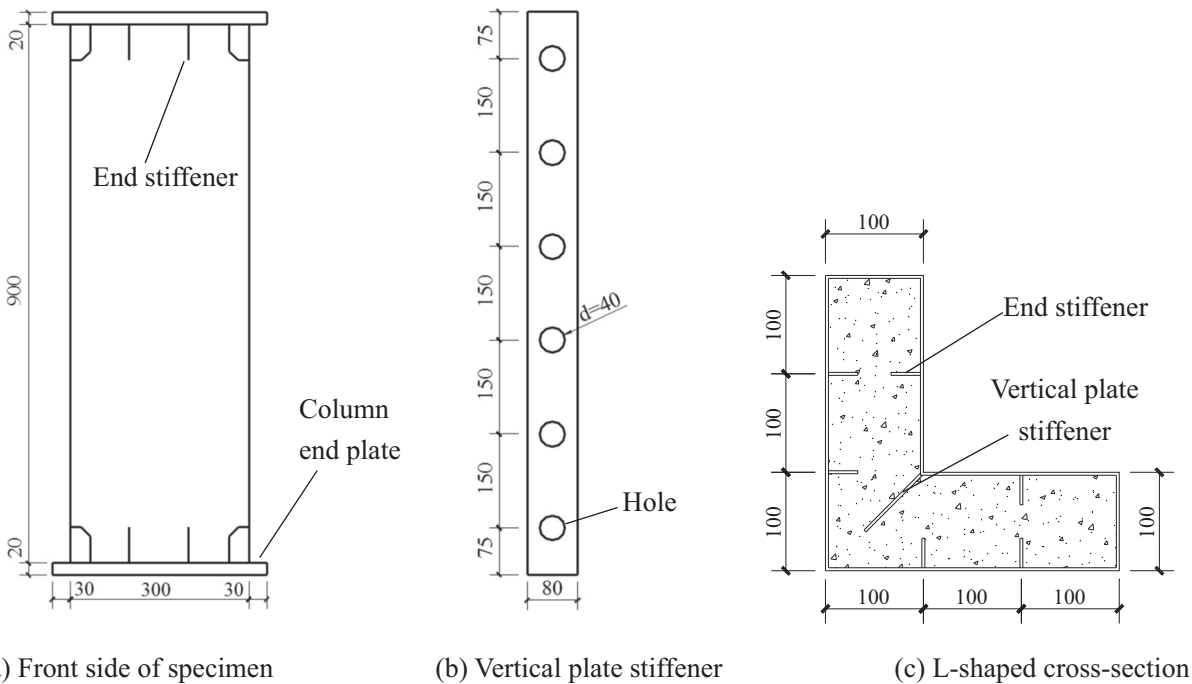 20
900
20
30 300 30
End stiffener
Column
end plate
75
150
150
150
150
150
75
80
d=40
Hole
100
100
100
100
End stiffener
Vertical plate
stiffener
100
100 100 100
) Front side of specimen
(b) Vertical plate stiffener
(c) L-shaped cross-section